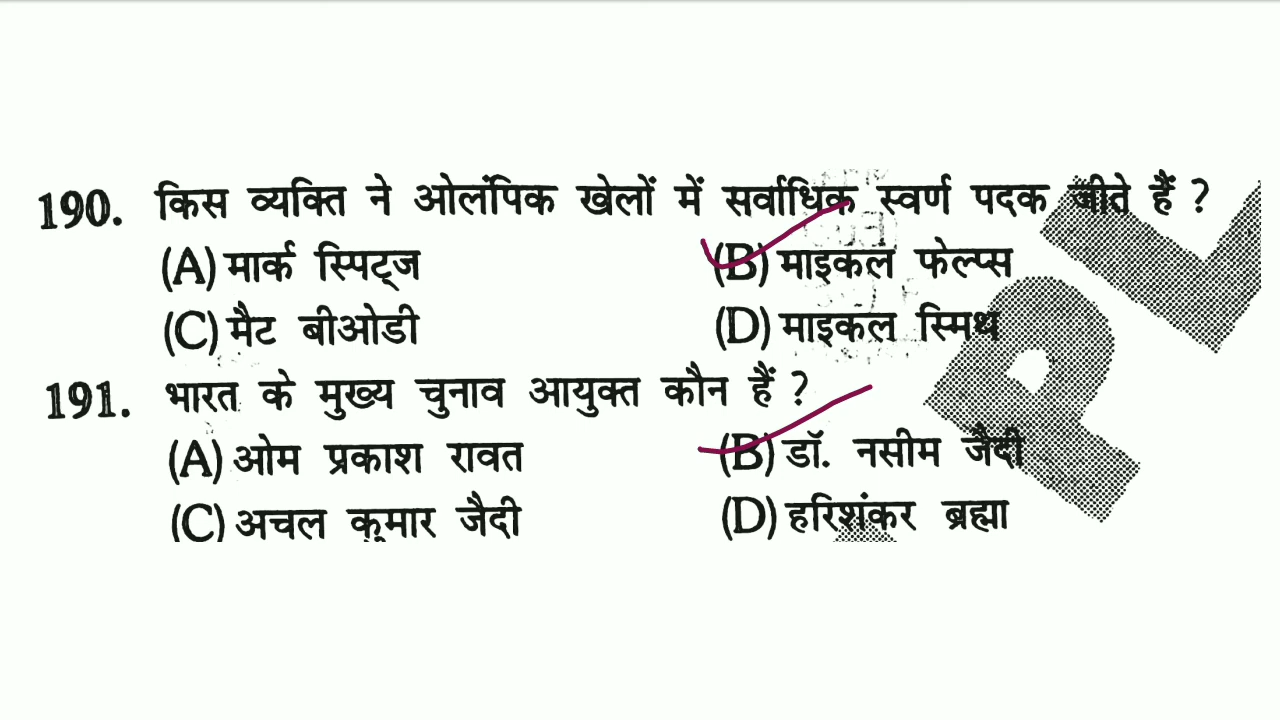 190. किस व्यक्ति ने ओलंपिक खेलों में सर्वाधिक स्वर्ण पदक जीते हैं ?
(A) मार्क स्पिट्ज (B) माइकल फेल्प्स
(C) मैट बीओडी (D) माइकल स्मिथ
191. भारत के मुख्य चुनाव आयुक्त कौन हैं ?
(A) ओम प्रकाश रावत (B) डॉ. नसीम जैदी
(C) अचल कुमार जैदी (D) हरिशंकर ब्रह्मा